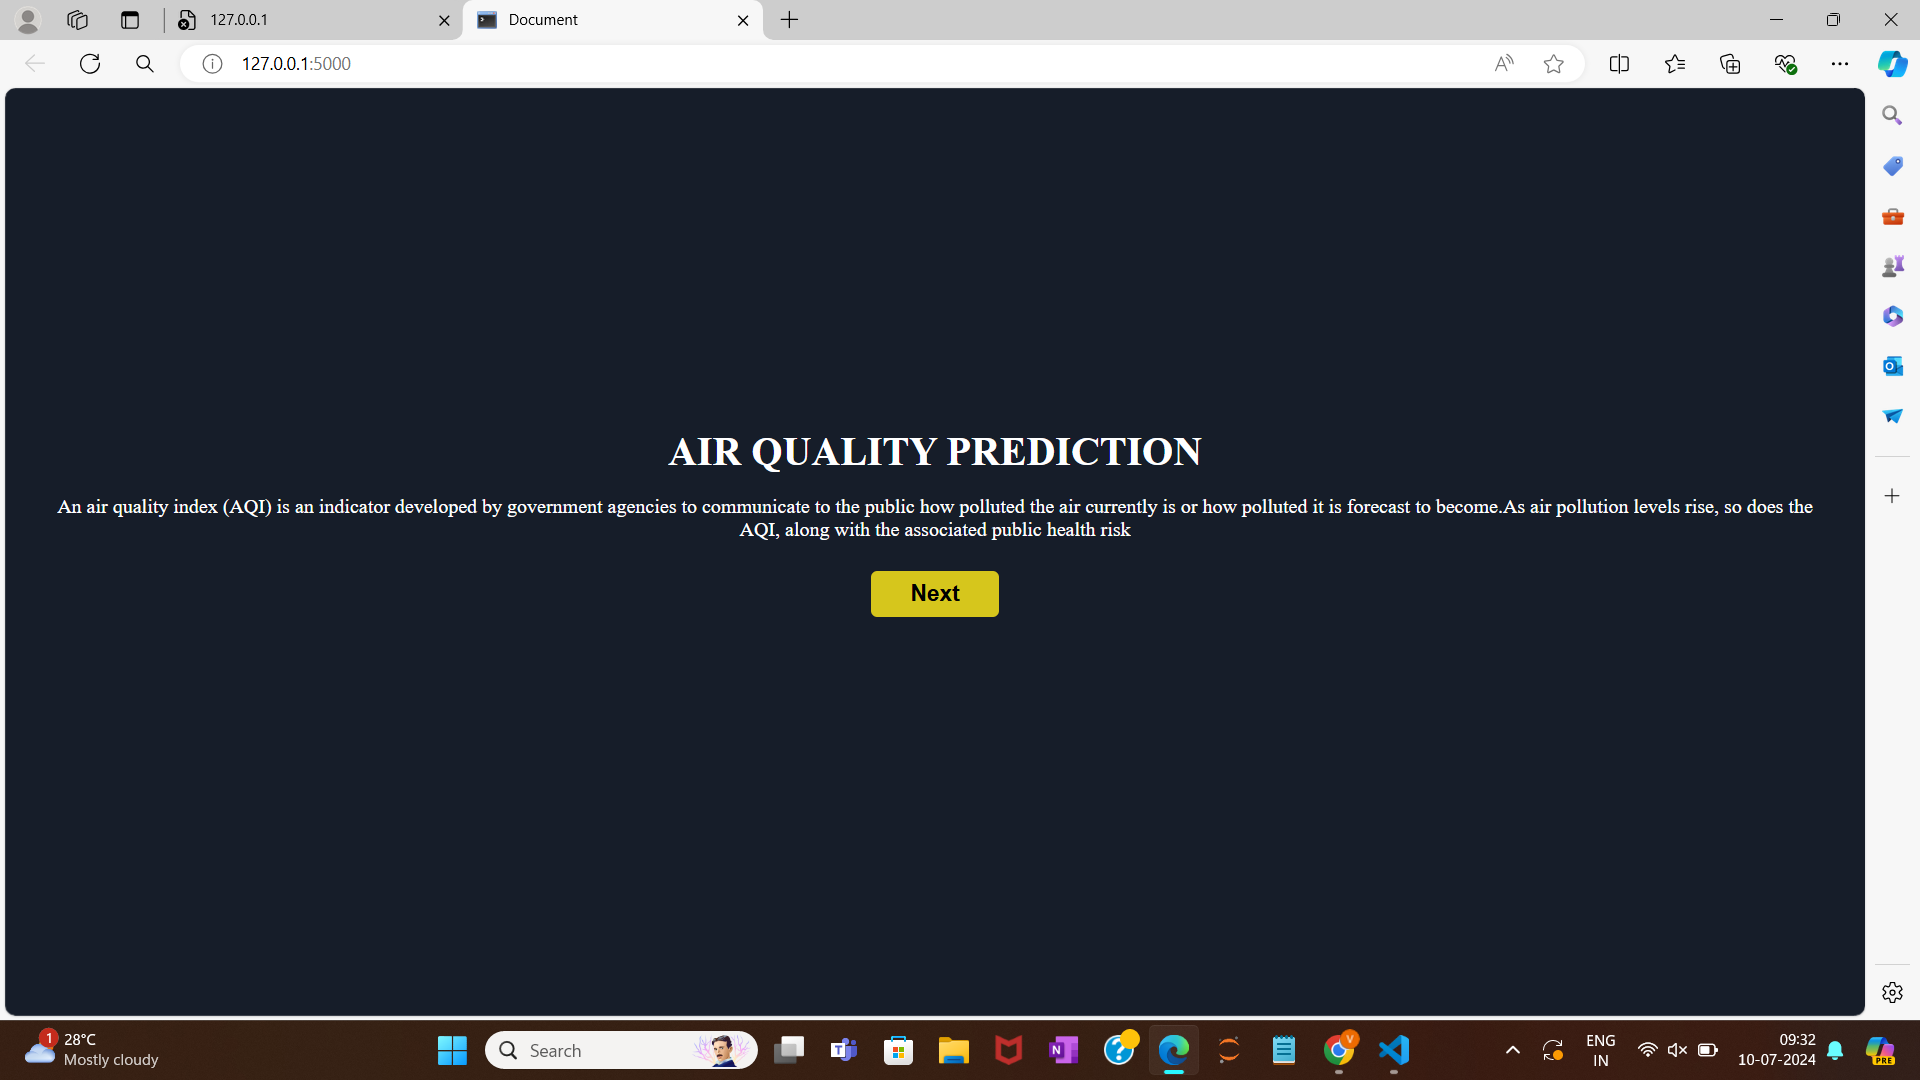 127.0.0.1
Document
127.0.0.1:5000
AIR QUALITY PREDICTION
An air quality index (AQI) is an indicator developed by government agencies to communicate to the public how polluted the air currently is or how polluted it is forecast to become.As air pollution levels rise, so does the
AQI, along with the associated public health risk
Next
1
28°C
Mostly cloudy
Search
ENG
IN
09:32
10-07-2024
PRE